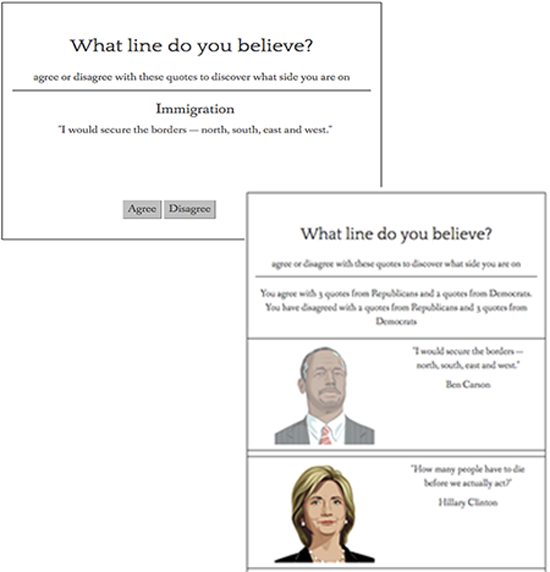 What line do you believe?
agree or disagree with these quotes to discover what side you are on
Immigration
"I would secure the borders — north, south, east and west."
Agree Disagree
What line do you believe?
agree or disagree with these quotes to discover what side you are on
You agree with 3 quotes from Republicans and 2 quotes from Democrats.
You have disagreed with 2 quotes from Republicans and 3 quotes from
Democrats
"I would secure the borders —
north, south, east and west."
Ben Carson
"How many people have to die
before we actually act?"
Hillary Clinton